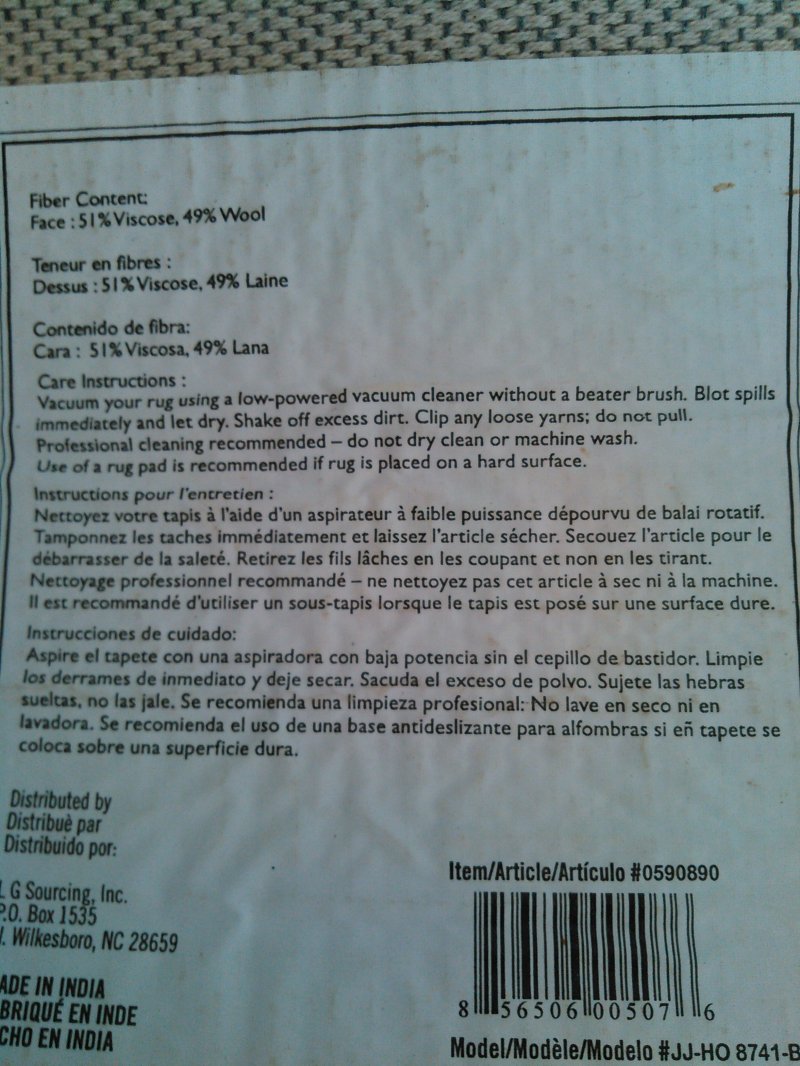 Fiber Content:
Face : 51% Viscose, 49% Wool
Teneur en fibres :
Dessus : 51% Viscose, 49% Laine
Contenido de fibra:
Cara : 51% Viscosa, 49% Lana
Care Instructions :
Vacuum your rug using a low-powered vacuum cleaner without a beater brush. Blot spills
immediately and let dry. Shake off excess dirt. Clip any loose yarns; do not pull.
Professional cleaning recommended – do not dry clean or machine wash.
Use of a rug pad is recommended if rug is placed on a hard surface.
Instructions pour l'entretien :
Nettoyez votre tapis à l'aide d'un aspirateur à faible puissance dépourvu de balai rotatif.
Tamponnez les taches immédiatement et laissez l'article sécher. Secouez l'article pour le
débarrasser de la saleté. Retirez les fils lâches en les coupant et non en les tirant.
Nettoyage professionnel recommandé – ne nettoyez pas cet article à sec ni à la machine.
Il est recommandé d'utiliser un sous-tapis lorsque le tapis est posé sur une surface dure.
Instrucciones de cuidado:
Aspire el tapete con una aspiradora con baja potencia sin el cepillo de bastidor. Limpie
los derrames de inmediato y deje secar. Sacuda el exceso de polvo. Sujete las hebras
sueltas, no las jale. Se recomienda una limpieza profesional: No lave en seco ni en
lavadora. Se recomienda el uso de una base antideslizante para alfombras si eñ tapete se
coloca sobre una superficie dura.
Distributed by
Distribuè par
Distribuido por:
L G Sourcing, Inc.
P.O. Box 1535
N. Wilkesboro, NC 28659
ADE IN INDIA
BRIQUÉ EN INDE
CHO EN INDIA
Item/Article/Artículo #0590890
8 56506 00507 6
Model/Modèle/Modelo #JJ-HO 8741-B